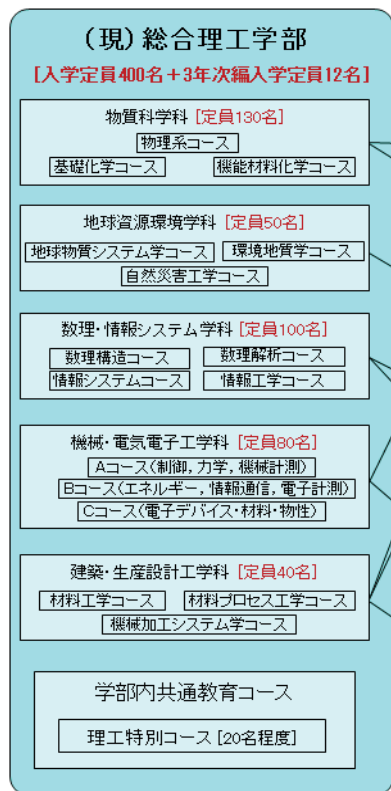 (現)総合理工学部
[入学定員400名+3年次編入学定員12名]
物質科学科 [定員130名]
物理系コース
基礎化学コース 機能材料化学コース
地球資源環境学科 [定員50名]
地球物質システム学コース 環境地質学コース
自然災害工学コース
数理・情報システム学科 [定員100名]
数理構造コース 数理解析コース
情報システムコース 情報工学コース
機械・電気電子工学科 [定員80名]
Aコース(制御,力学,機械計測)
Bコース(エネルギー,情報通信,電子計測)
Cコース(電子デバイス・材料・物性)
建築・生産設計工学科 [定員40名]
材料工学コース 材料プロセス工学コース
機械加工システム学コース
学部内共通教育コース
理工特別コース [20名程度]